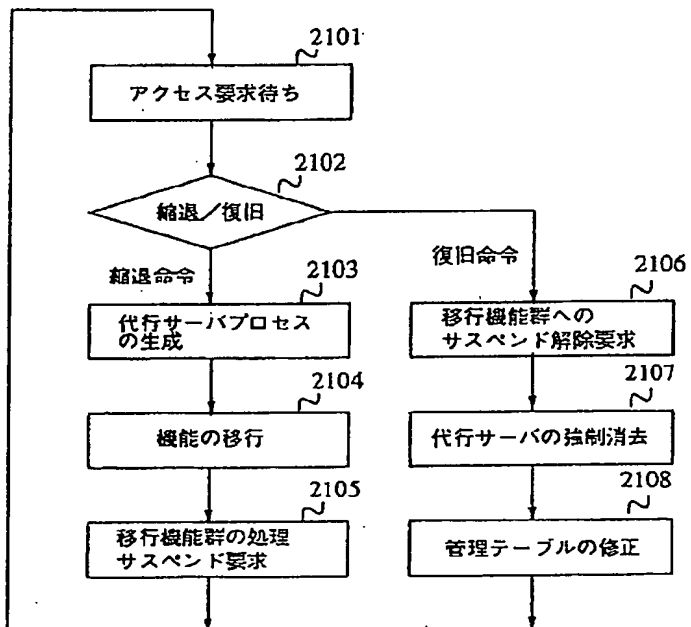 2101
アクセス要求待ち
2102
縮退／復旧
縮退命令
2103
代行サーバプロセス
の生成
2104
機能の移行
2105
移行機能群の処理
サスペンド要求
復旧命令
2106
移行機能群への
サスペンド解除要求
2107
代行サーバの強制消去
2108
管理テーブルの修正